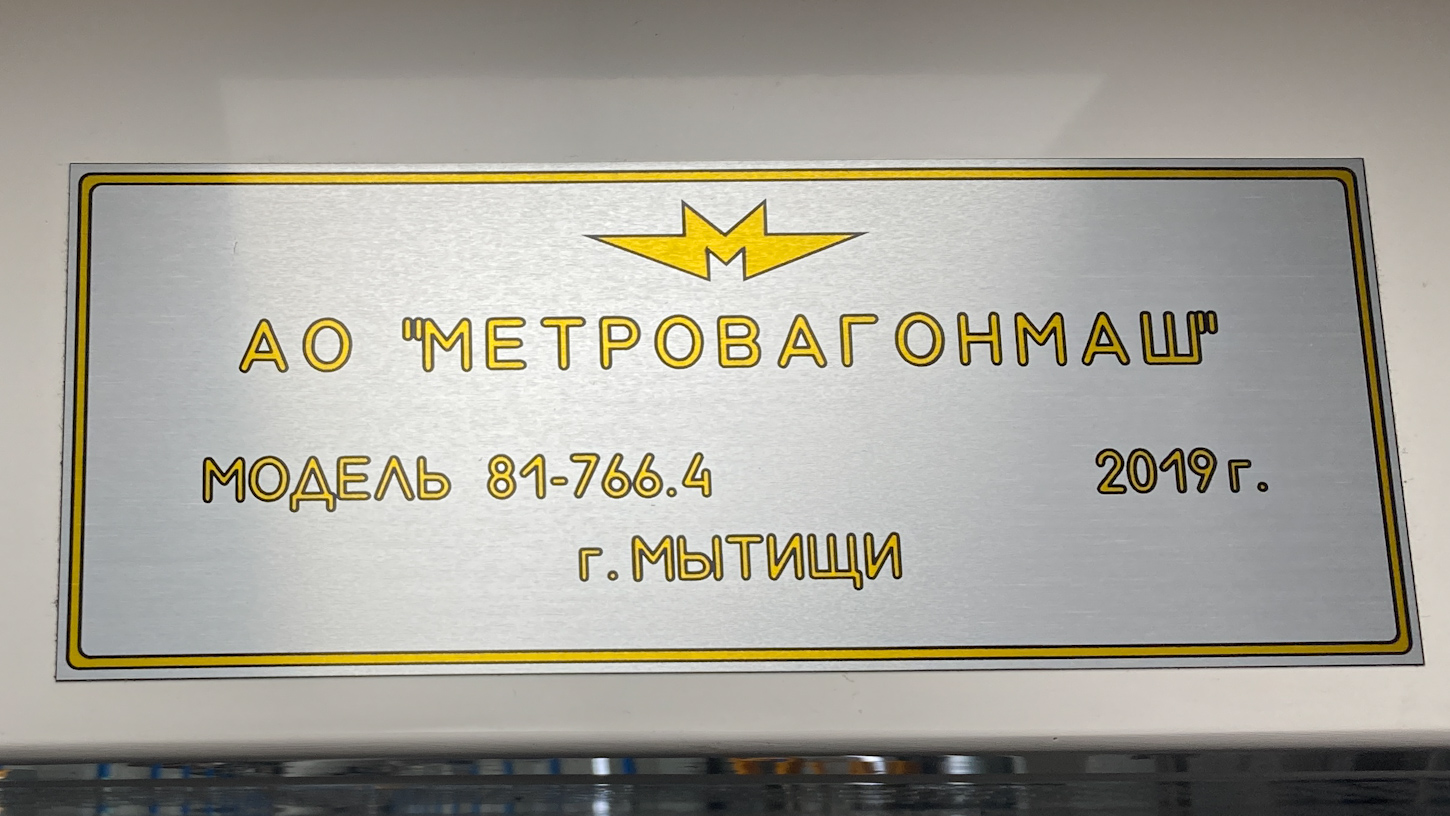 АО "МЕТРОВАГОНМАШ"
МОДЕЛЬ 81-766.4 2019 г.
г. МЫТИЩИ